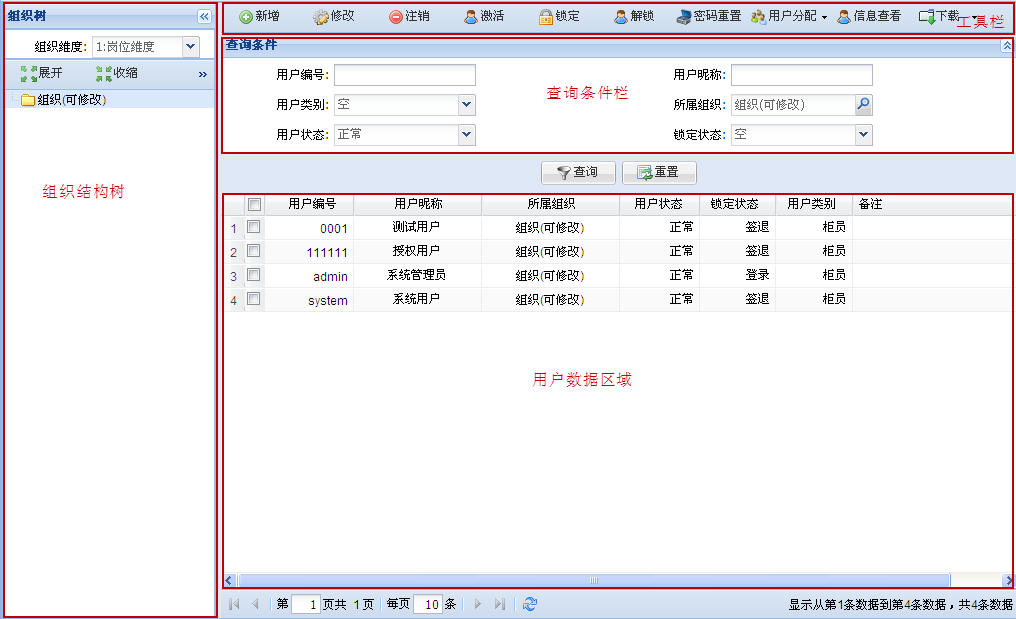 组织树
组织维度: 1:岗位维度
展开 收缩
组织(可修改)
组织结构树
新增 修改 注销 激活 锁定 解锁 密码重置 用户分配 信息查看 下载
工具栏
查询条件
用户编号: 用户昵称:
查询条件栏
用户类别: 空 所属组织: 组织(可修改)
用户状态: 正常 锁定状态: 空
查询 重置
用户编号 用户昵称 所属组织 用户状态 锁定状态 用户类别 备注
1 0001 测试用户 组织(可修改) 正常 签退 柜员
2 111111 授权用户 组织(可修改) 正常 签退 柜员
3 admin 系统管理员 组织(可修改) 正常 登录 柜员
4 system 系统用户 组织(可修改) 正常 签退 柜员
用户数据区域
第 1 页共 1 页 每页 10 条 显示从第1条数据到第4条数据，共4条数据